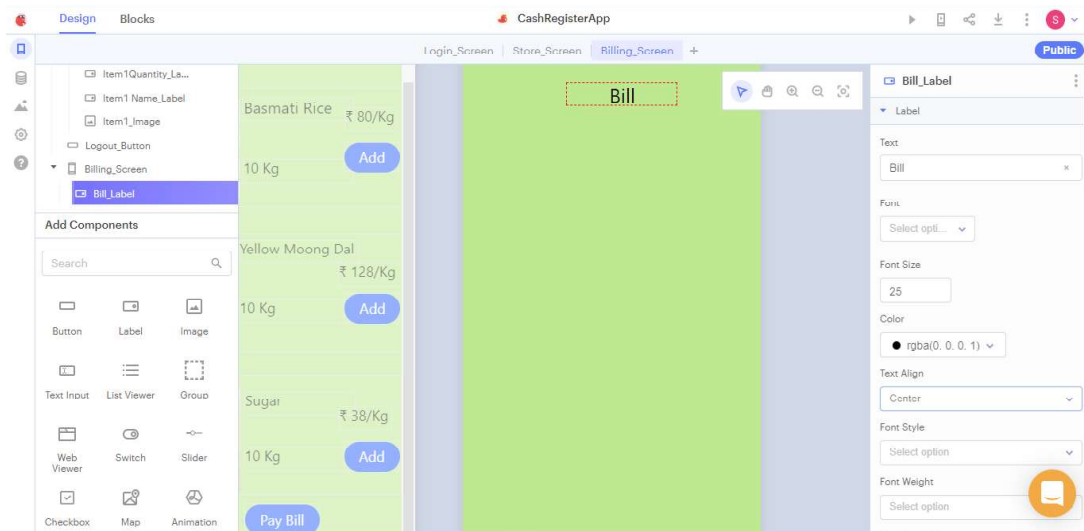 Design Blocks CashRegisterApp S
Login_Screen Store_Screen Billing_Screen +
Public
Item1Quantity_La...
Item1 Name_Label
Item1_Image
Logout_Button
Billing_Screen
Bill_Label
Add Components
Search
Button Label Image
Text Input List Viewer Group
Web Viewer Switch Slider
Checkbox Map Animation
Basmati Rice
₹ 80/Kg
10 Kg Add
Yellow Moong Dal
₹ 128/Kg
10 Kg Add
Sugar
₹ 38/Kg
10 Kg Add
Pay Bill
Bill
Bill_Label
Label
Text
Bill
Font
Select opti...
Font Size
25
Color
rgba(0. 0. 0. 1)
Text Align
Center
Font Style
Select option
Font Weight
Select option